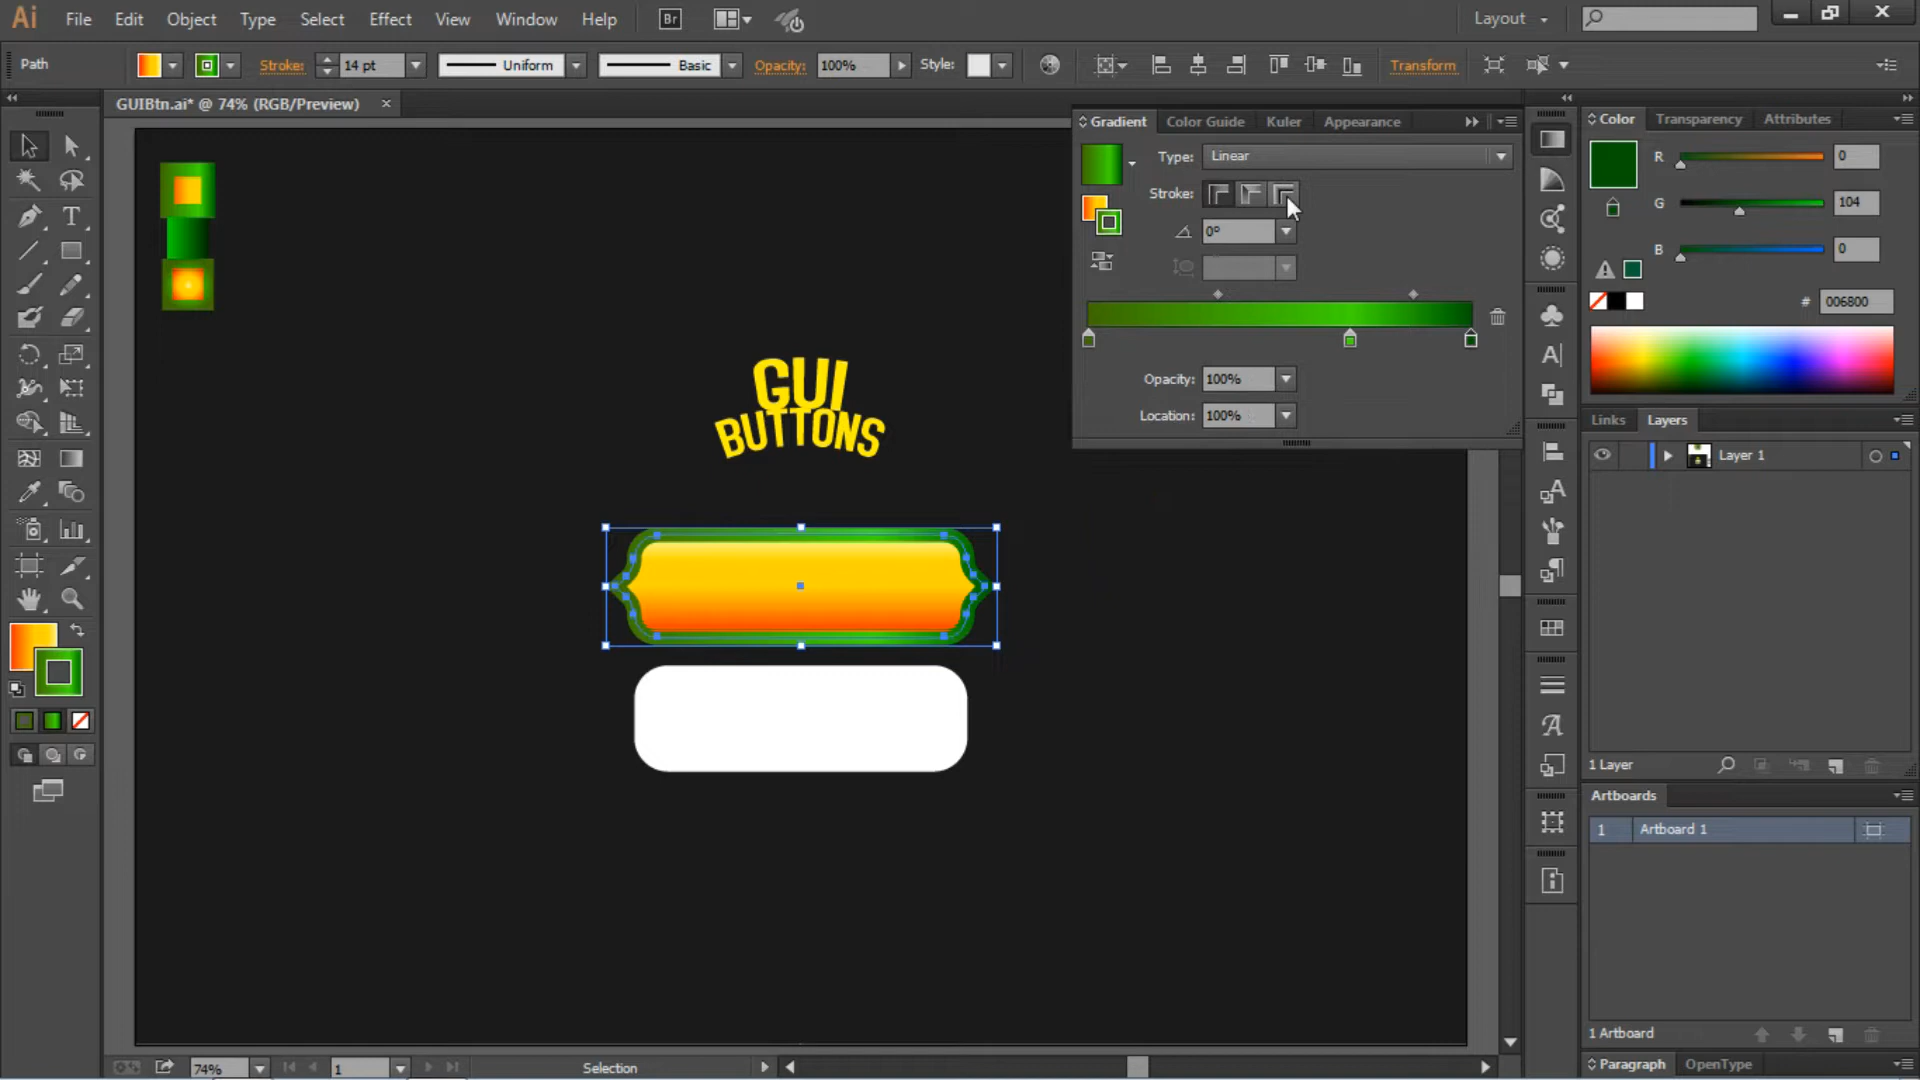 Ai File Edit Object Type Select Effect View Window Help Br Layout
Path Stroke: 14 pt Uniform Basic Opacity: 100% Style: Transform
GUIBtn.ai* @ 74% (RGB/Preview)
Gradient Color Guide Kuler Appearance
Type: Linear
Stroke:
0°
Opacity: 100%
Location: 100%
Color Transparency Attributes
R 0
G 104
B 0
# 006800
Links Layers
Layer 1
1 Layer
Artboards
1 Artboard 1
1 Artboard
Paragraph OpenType
GUI
BUTTONS
74% 1 Selection